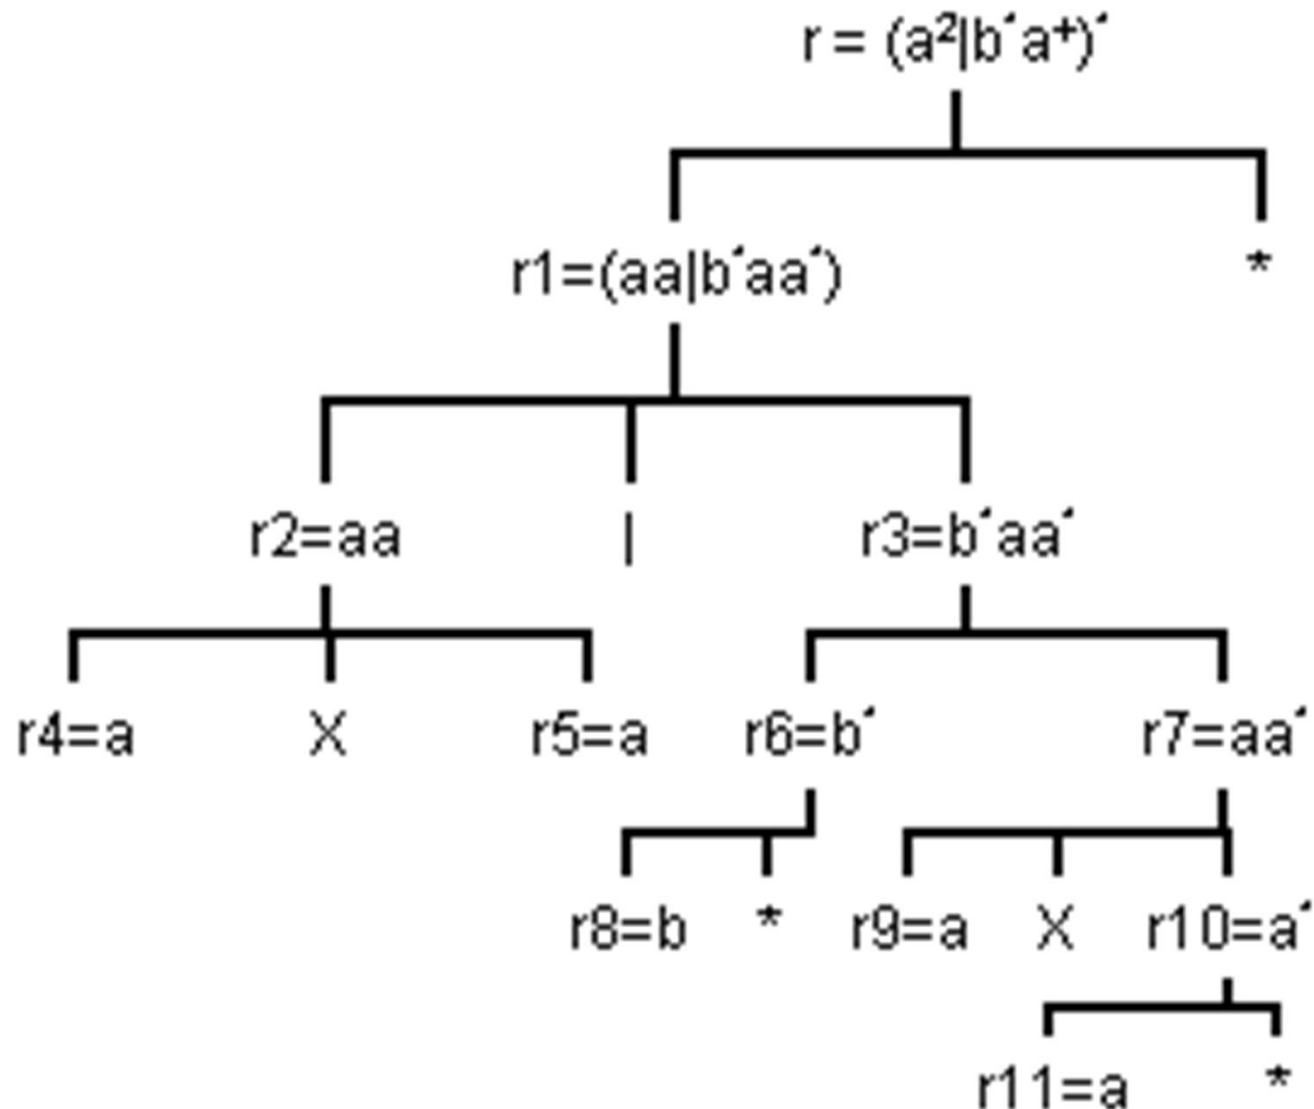 r = (a²|b´a⁺)´
r1=(aa|b´aa´) *
r2=aa | r3=b´aa´
r4=a X r5=a r6=b´ r7=aa´
r8=b * r9=a X r10=a´
r11=a *